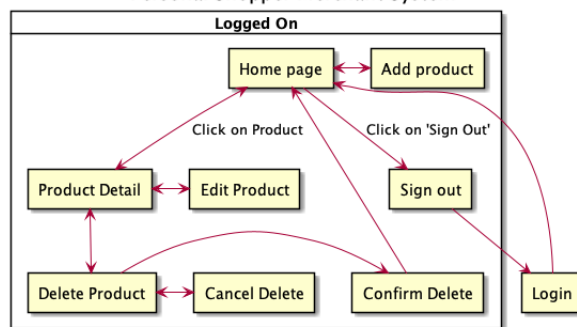 Logged On
Home page
Add product
Click on Product
Click on 'Sign Out'
Product Detail
Edit Product
Sign out
Delete Product
Cancel Delete
Confirm Delete
Login